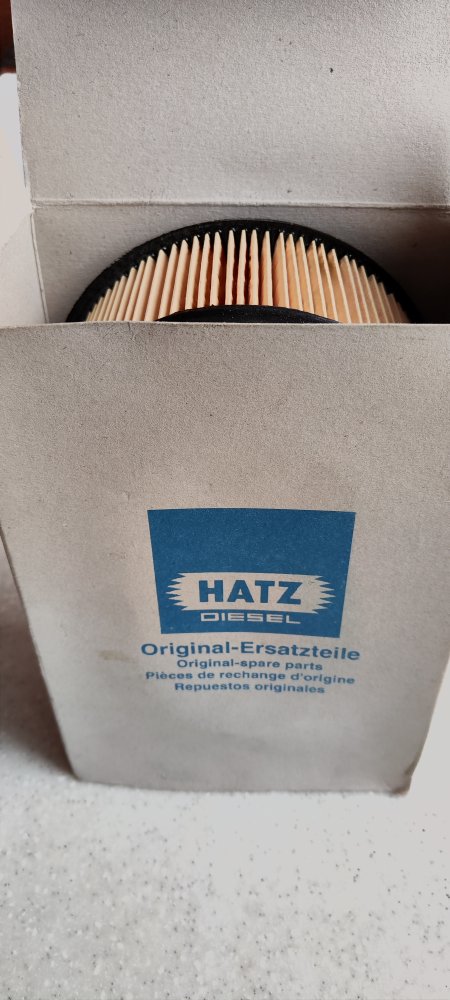 HATZ
DIESEL
Original-Ersatzteile
Original-spare parts
Pièces de rechange d'origine
Repuestos originales